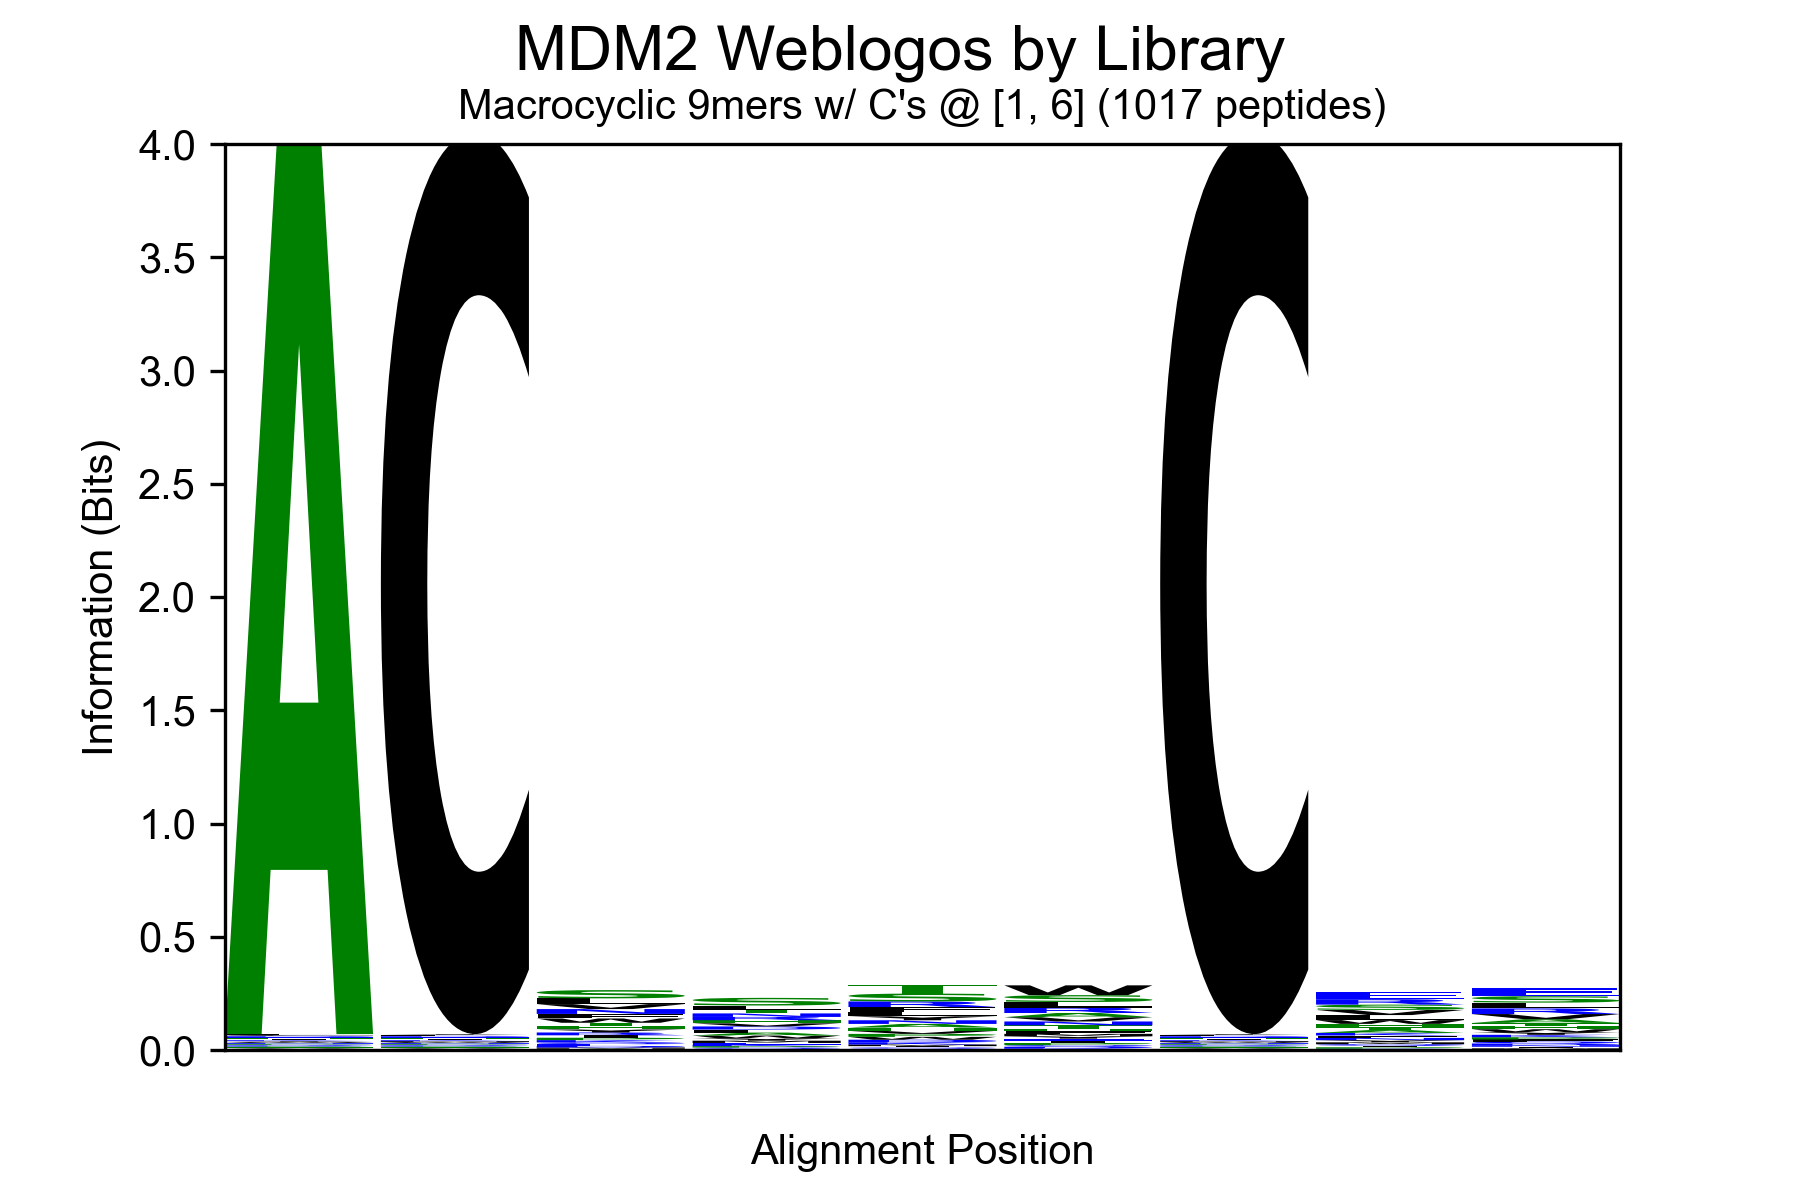 MDM2 Weblogos by Library
Macrocyclic 9mers w/ C's @ [1, 6] (1017 peptides)
4.0
3.5
3.0
2.5
2.0
1.5
1.0
0.5
0.0
Information (Bits)
A C C
Alignment Position